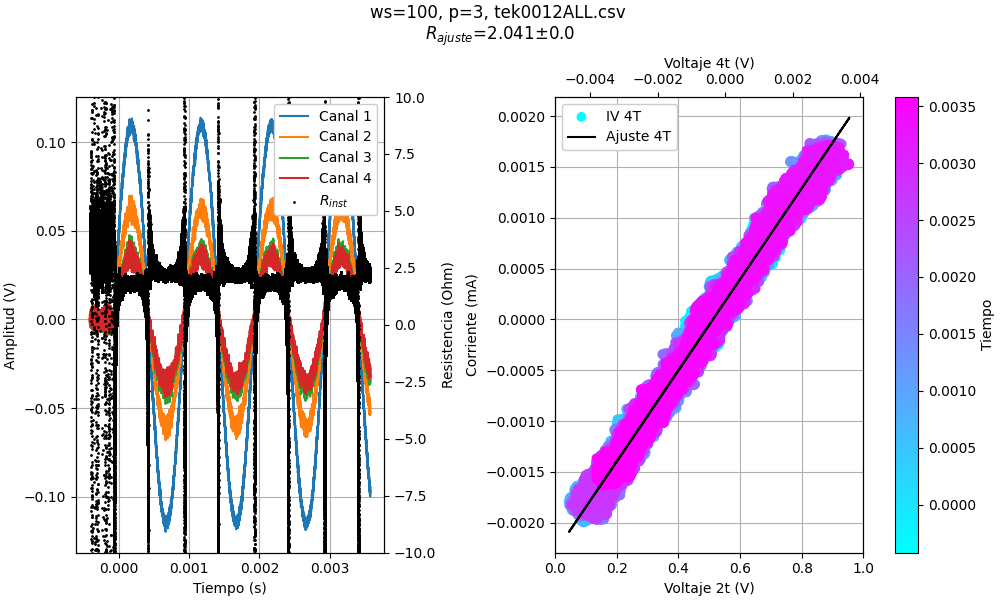 ws=100, p=3, tek0012ALL.csv
R_ajuste=2.041±0.0
Amplitud (V)
0.10
0.05
0.00
−0.05
−0.10
0.000
0.001
0.002
0.003
Tiempo (s)
Canal 1
Canal 2
Canal 3
Canal 4
R_inst
10.0
7.5
5.0
2.5
0.0
−2.5
−5.0
−7.5
−10.0
Resistencia (Ohm)
Voltaje 4t (V)
−0.004
−0.002
0.000
0.002
0.004
IV 4T
Ajuste 4T
Corriente (mA)
0.0020
0.0015
0.0010
0.0005
0.0000
−0.0005
−0.0010
−0.0015
−0.0020
0.0
0.2
0.4
0.6
0.8
1.0
Voltaje 2t (V)
0.0035
0.0030
0.0025
0.0020
0.0015
0.0010
0.0005
0.0000
Tiempo